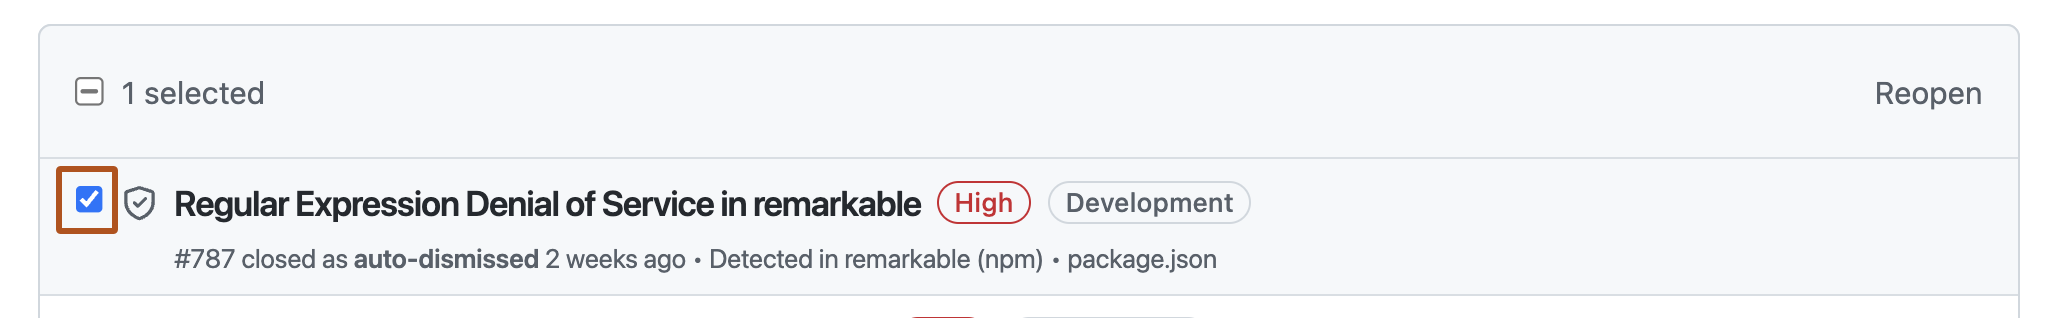 1 selected
Reopen
Regular Expression Denial of Service in remarkable High Development
#787 closed as auto-dismissed 2 weeks ago • Detected in remarkable (npm) • package.json